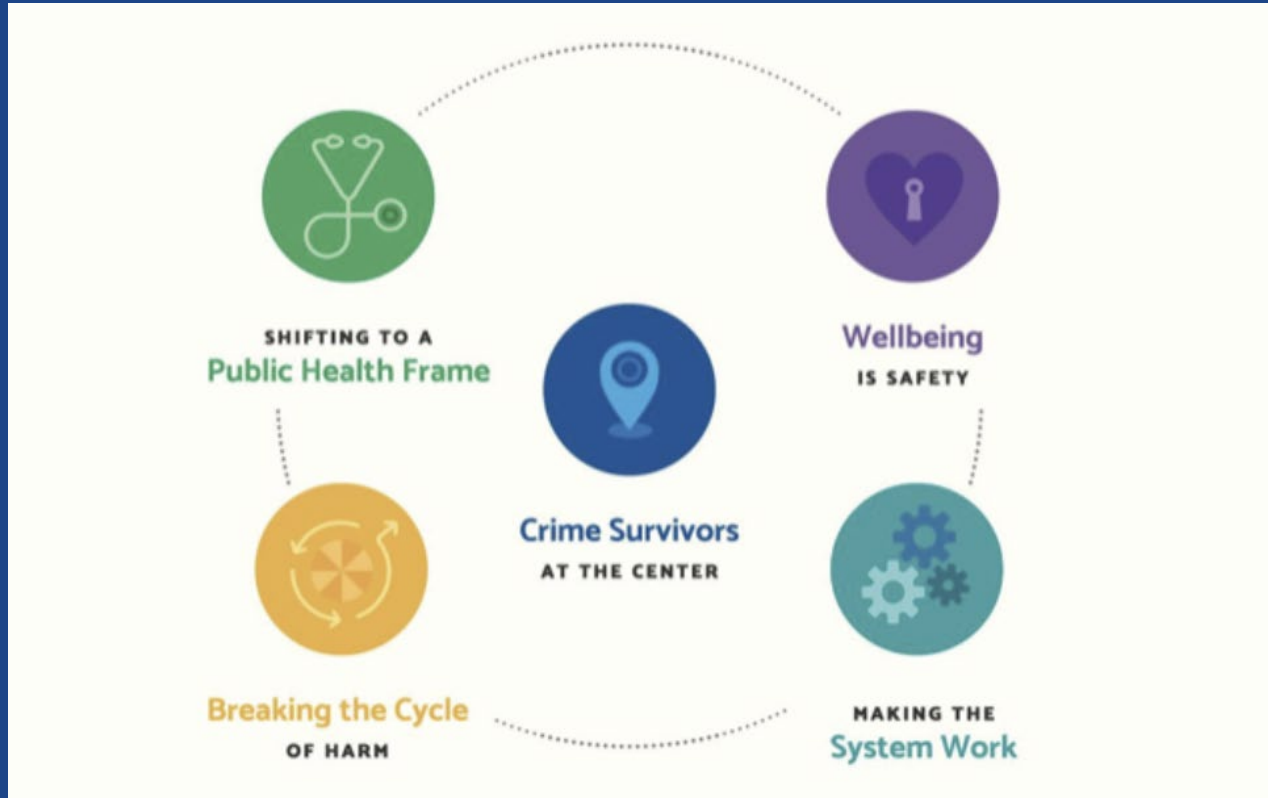 SHIFTING TO A
Public Health Frame
Wellbeing
IS SAFETY
Crime Survivors
AT THE CENTER
Breaking the Cycle
OF HARM
MAKING THE
System Work